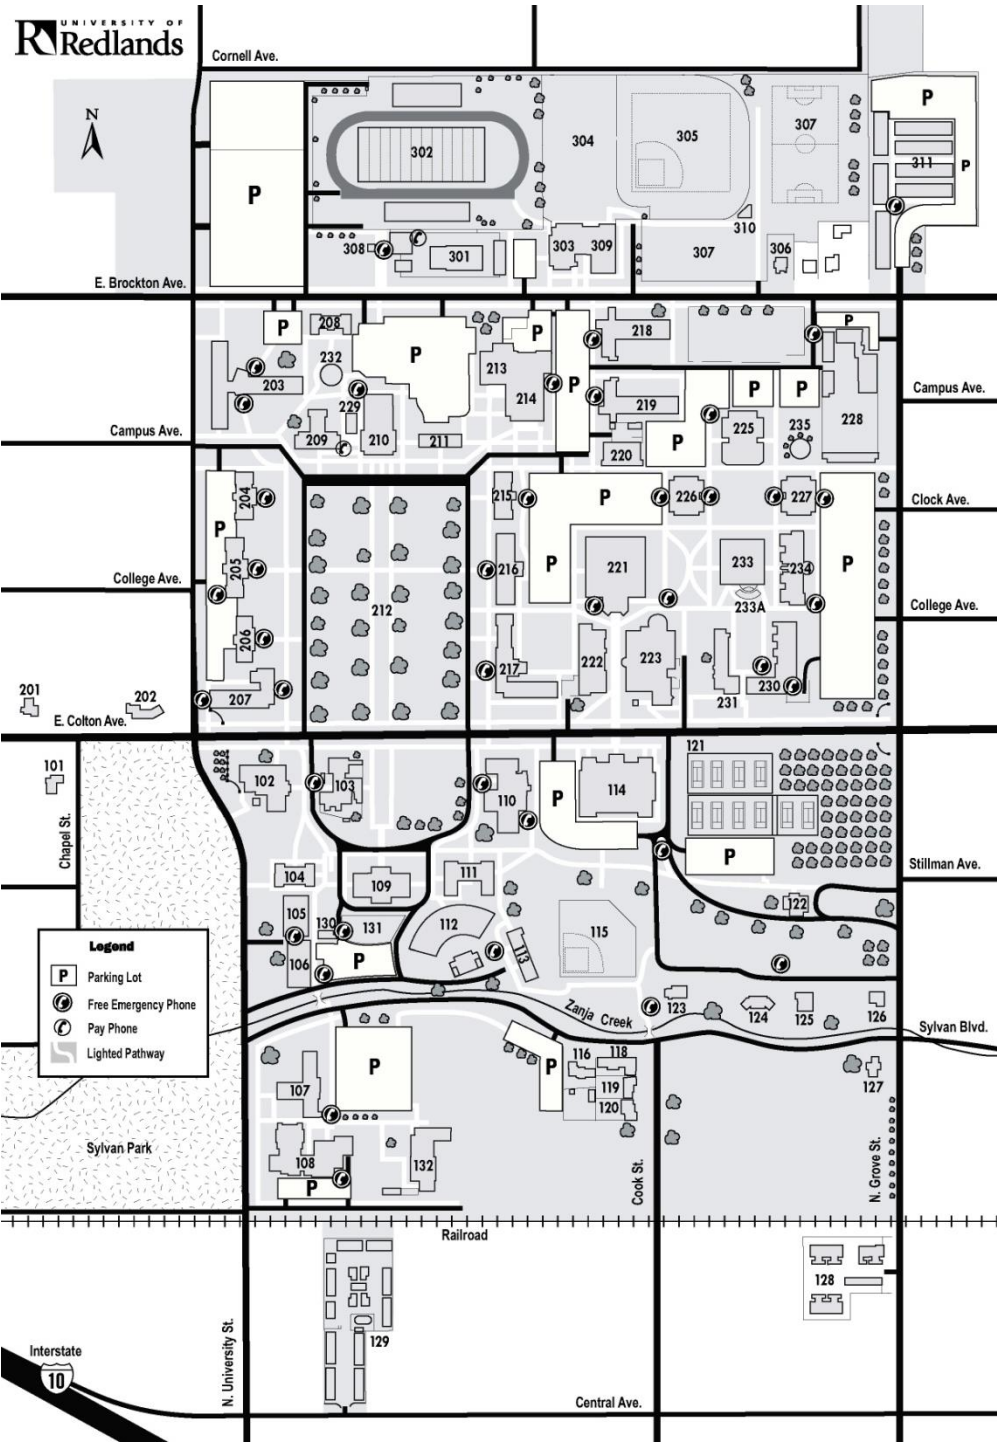 UNIVERSITY OF
Redlands
Cornell Ave.
N
P
P
P
302
304
305
307
311
310
308
301
303
309
307
306
E. Brockton Ave.
P
208
P
P
218
P
232
213
P
203
229
214
P
P
Campus Ave.
219
225
235
228
Campus Ave.
209
210
211
220
P
204
215
P
226
227
Clock Ave.
P
205
216
P
221
233
234
P
College Ave.
212
233A
College Ave.
206
217
222
223
201
202
207
231
230
E. Colton Ave.
101
102
103
110
P
114
121
Chapel St.
104
109
111
P
Stillman Ave.
105
130
131
112
113
115
122
106
P
Legend
P Parking Lot
Free Emergency Phone
Pay Phone
Lighted Pathway
Zanja Creek
123
124
125
126
Sylvan Blvd.
107
P
P
116
118
119
120
127
Sylvan Park
108
P
132
Cook St.
N. Grove St.
Railroad
128
129
Interstate
10
N. University St.
Central Ave.